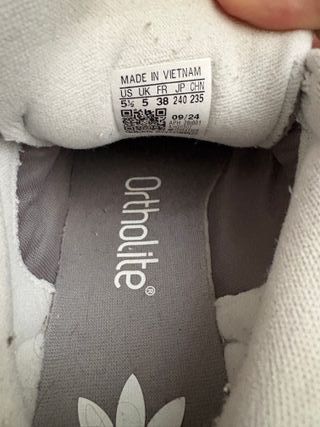 MADE IN VIETNAM
US UK FR JP CHN
5½ 5 38 240 235
09/24
Ortholite®